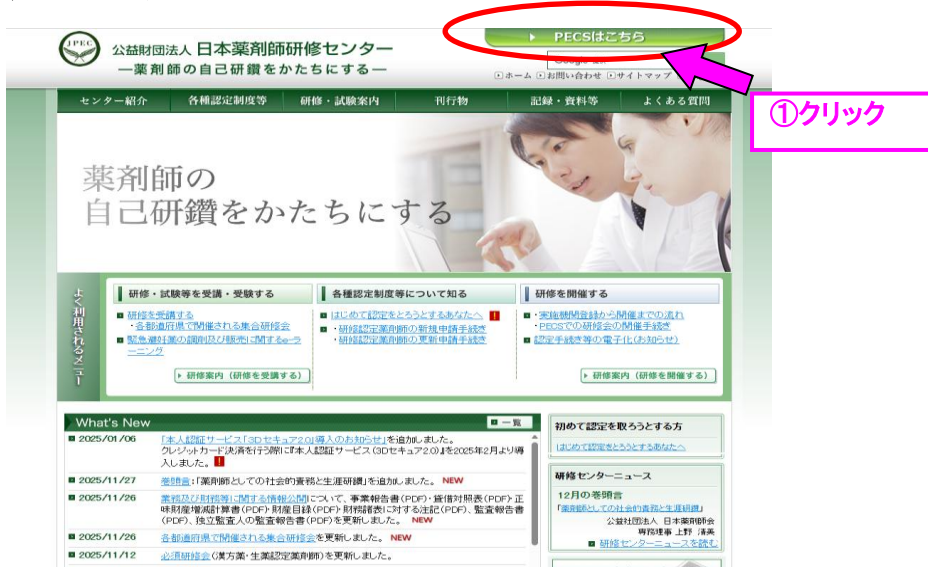 JPEC
公益財団法人 日本薬剤師研修センター
―薬剤師の自己研鑽をかたちにする―
PECSはこちら
ホーム お問い合わせ サイトマップ
①クリック
センター紹介 各種認定制度等 研修・試験案内 刊行物 記録・資料等 よくある質問
薬剤師の
自己研鑽をかたちにする
よく利用されるメニュー
研修・試験等を受講・受験する
研修を受講する
・各都道府県で開催される集合研修会
緊急避妊薬の調剤及び販売に関するe-ラ
ーニング
研修案内（研修を受講する）
各種認定制度等について知る
はじめて認定をとろうとするあなたへ
・研修認定薬剤師の新規申請手続き
・研修認定薬剤師の更新申請手続き
研修を開催する
・実施機関登録から開催までの流れ
・PECSでの研修会の開催手続き
認定手続き等の電子化（お知らせ）
研修案内（研修を開催する）
What's New
一覧
2025/01/06 「本人認証サービス「3Dセキュア2.0」導入のお知らせ」を追加しました。
クレジットカード決済を行う際に『本人認証サービス（3Dセキュア2.0）』を2025年2月より導
入しました。
2025/11/27 巻頭言：「薬剤師としての社会的責務と生涯研鑽」を追加しました。 NEW
2025/11/26 業務及び財務等に関する情報公開について、事業報告書（PDF）・貸借対照表（PDF）・正
味財産増減計算書（PDF）・財産目録（PDF）・財務諸表に対する注記（PDF）、監査報告書
（PDF）、独立監査人の監査報告書（PDF）を更新しました。 NEW
2025/11/26 各都道府県で開催される集合研修会を更新しました。 NEW
2025/11/12 必須研修会（漢方薬・生薬認定薬剤師）を更新しました。
初めて認定を取ろうとする方
はじめて認定をとろうとするあなたへ
研修センターニュース
12月の巻頭言
「薬剤師としての社会的責務と生涯研鑽」
公益社団法人 日本薬剤師会
専務理事 上野 清美
研修センターニュースを読む